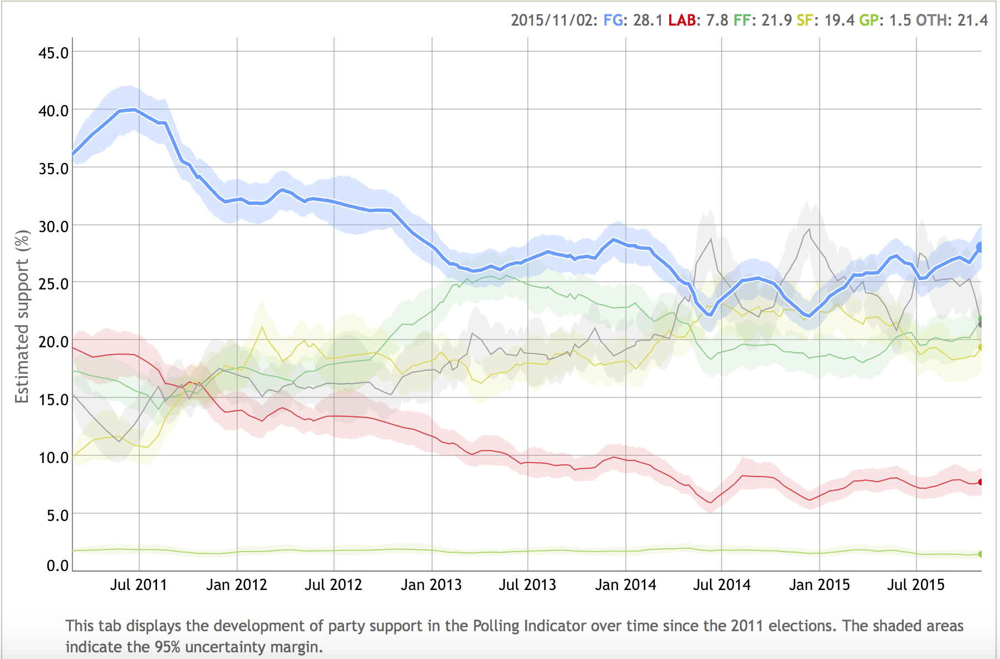 2015/11/02: FG: 28.1 LAB: 7.8 FF: 21.9 SF: 19.4 GP: 1.5 OTH: 21.4
45.0
40.0
35.0
30.0
25.0
20.0
15.0
10.0
5.0
0.0
Estimated support (%)
Jul 2011 Jan 2012 Jul 2012 Jan 2013 Jul 2013 Jan 2014 Jul 2014 Jan 2015 Jul 2015
This tab displays the development of party support in the Polling Indicator over time since the 2011 elections. The shaded areas
indicate the 95% uncertainty margin.